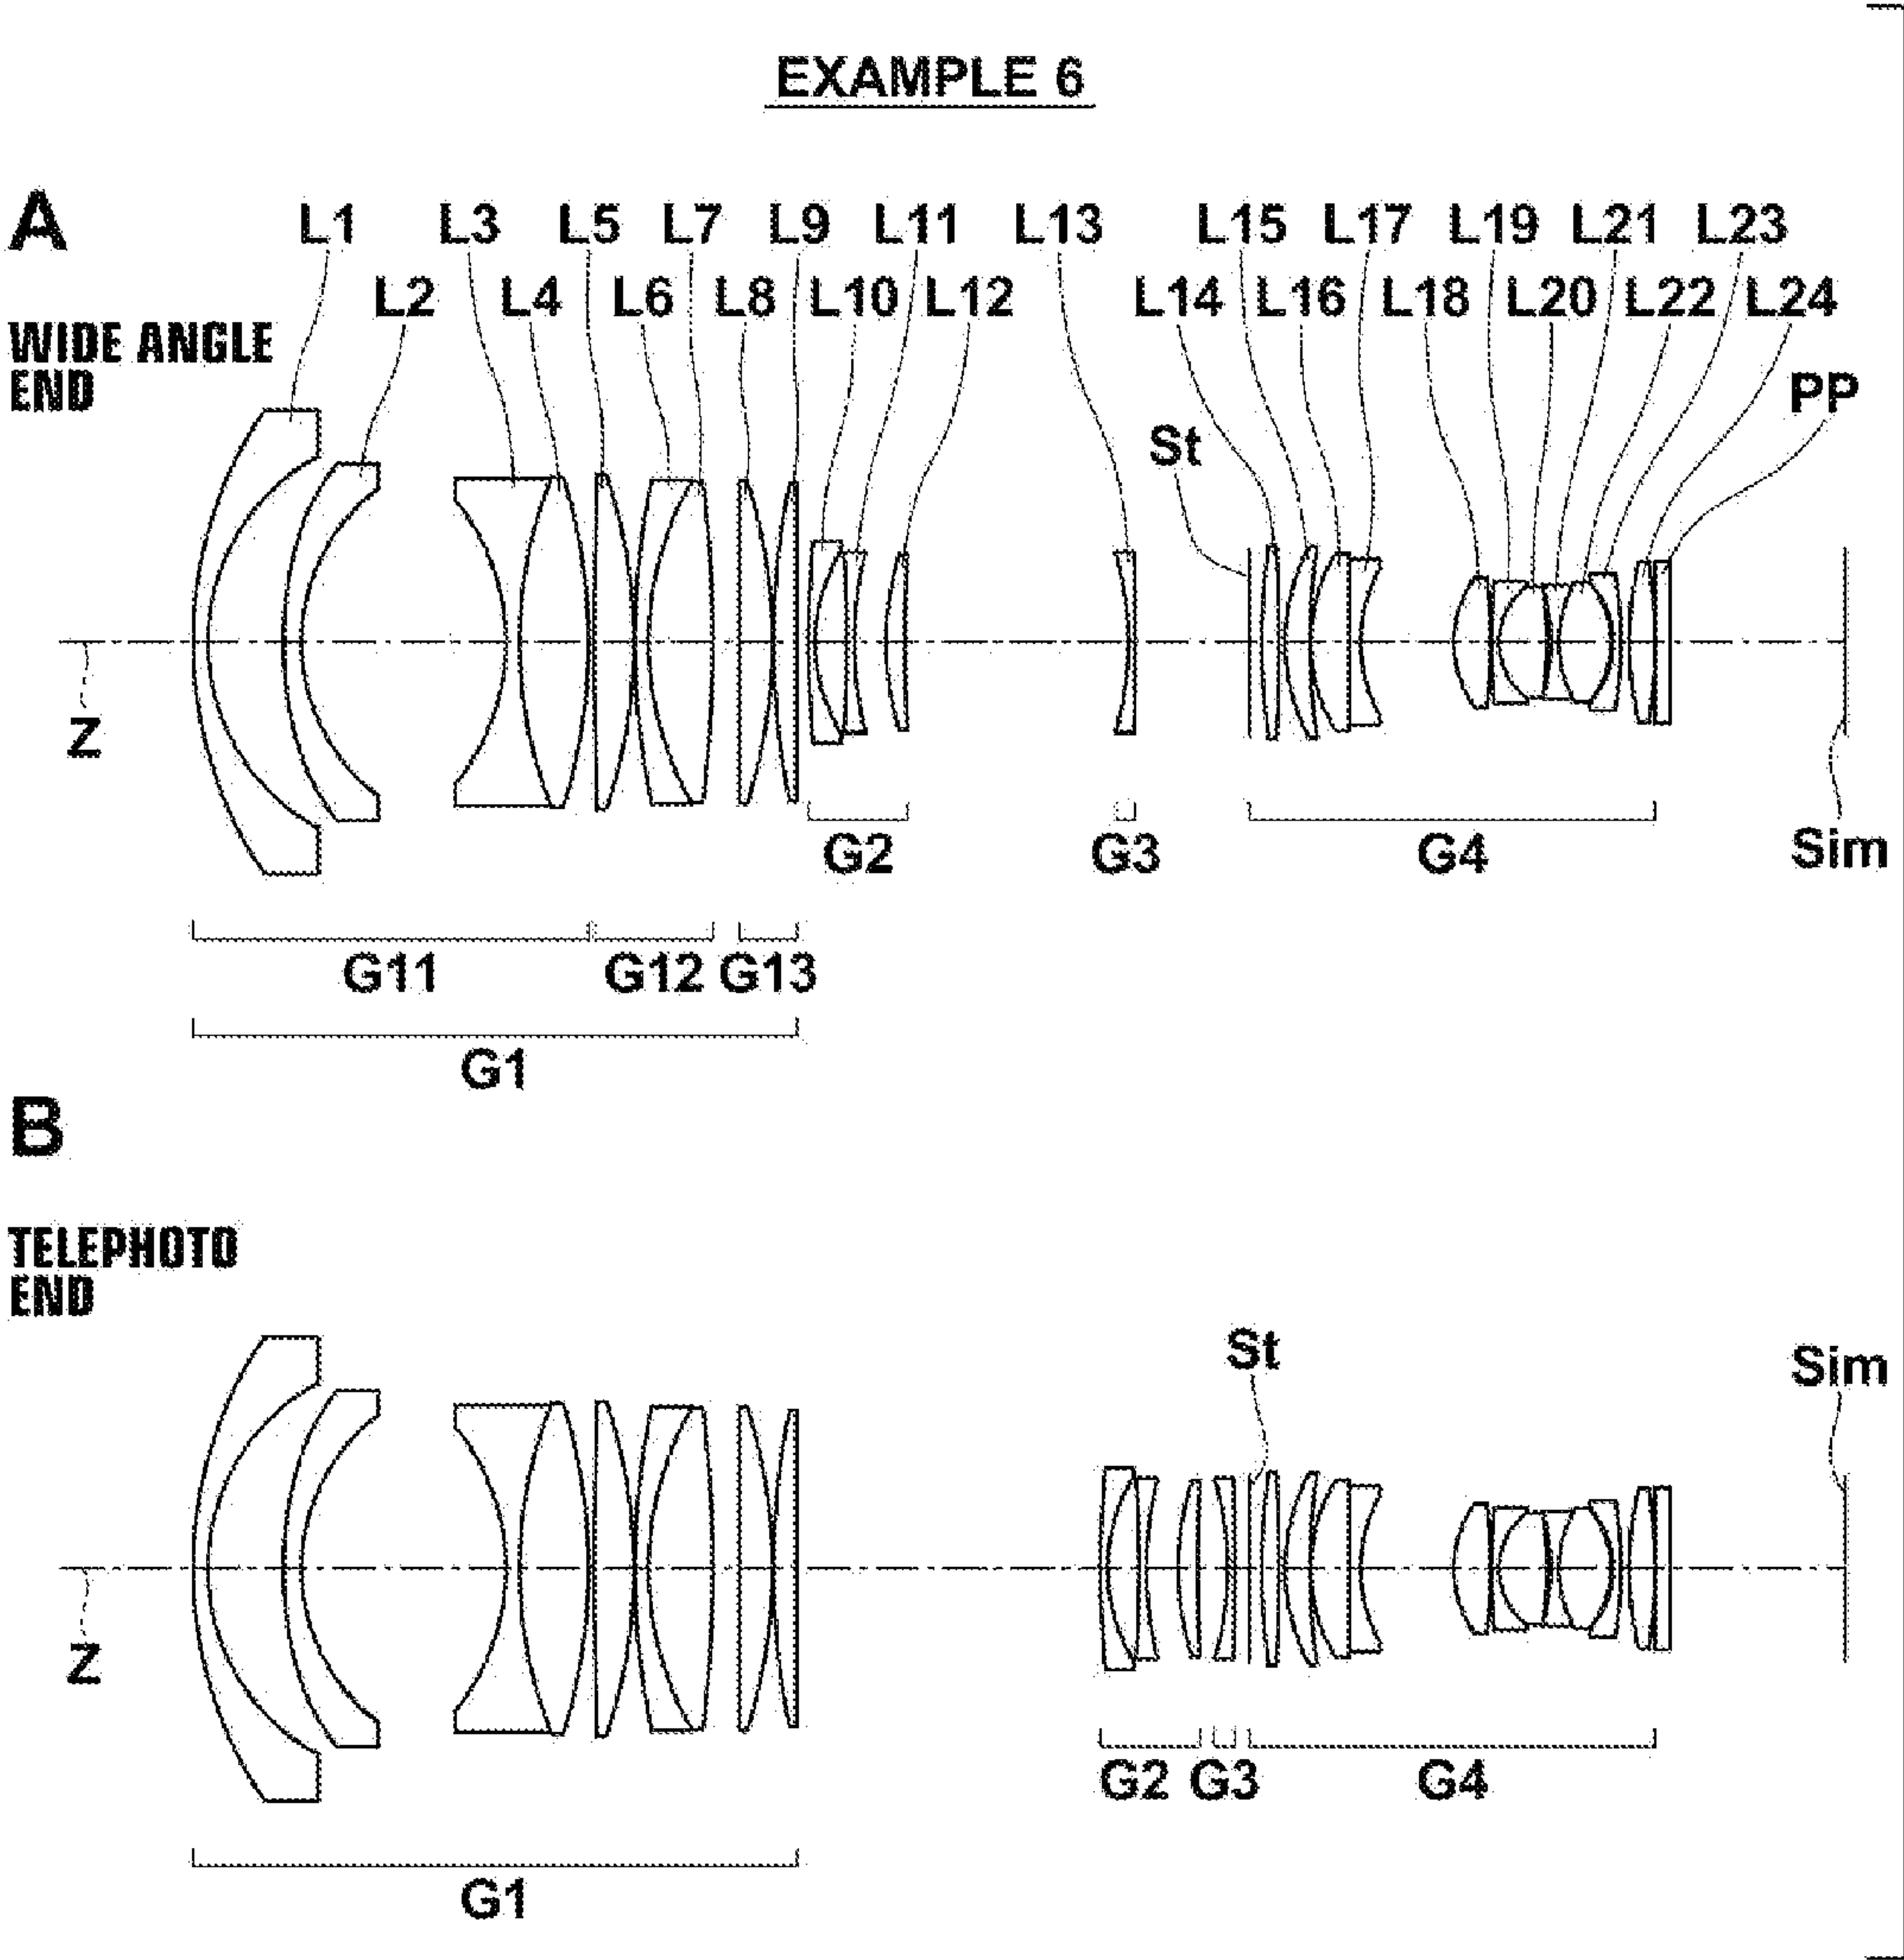 EXAMPLE 6
A
L1 L3 L5 L7 L9 L11 L13 L15 L17 L19 L21 L23
L2 L4 L6 L8 L10 L12 L14 L16 L18 L20 L22 L24
WIDE ANGLE
END
PP
St
Z
Sim
G2 G3 G4
G11 G12 G13
G1
B
TELEPHOTO
END
St
Sim
Z
G2 G3 G4
G1